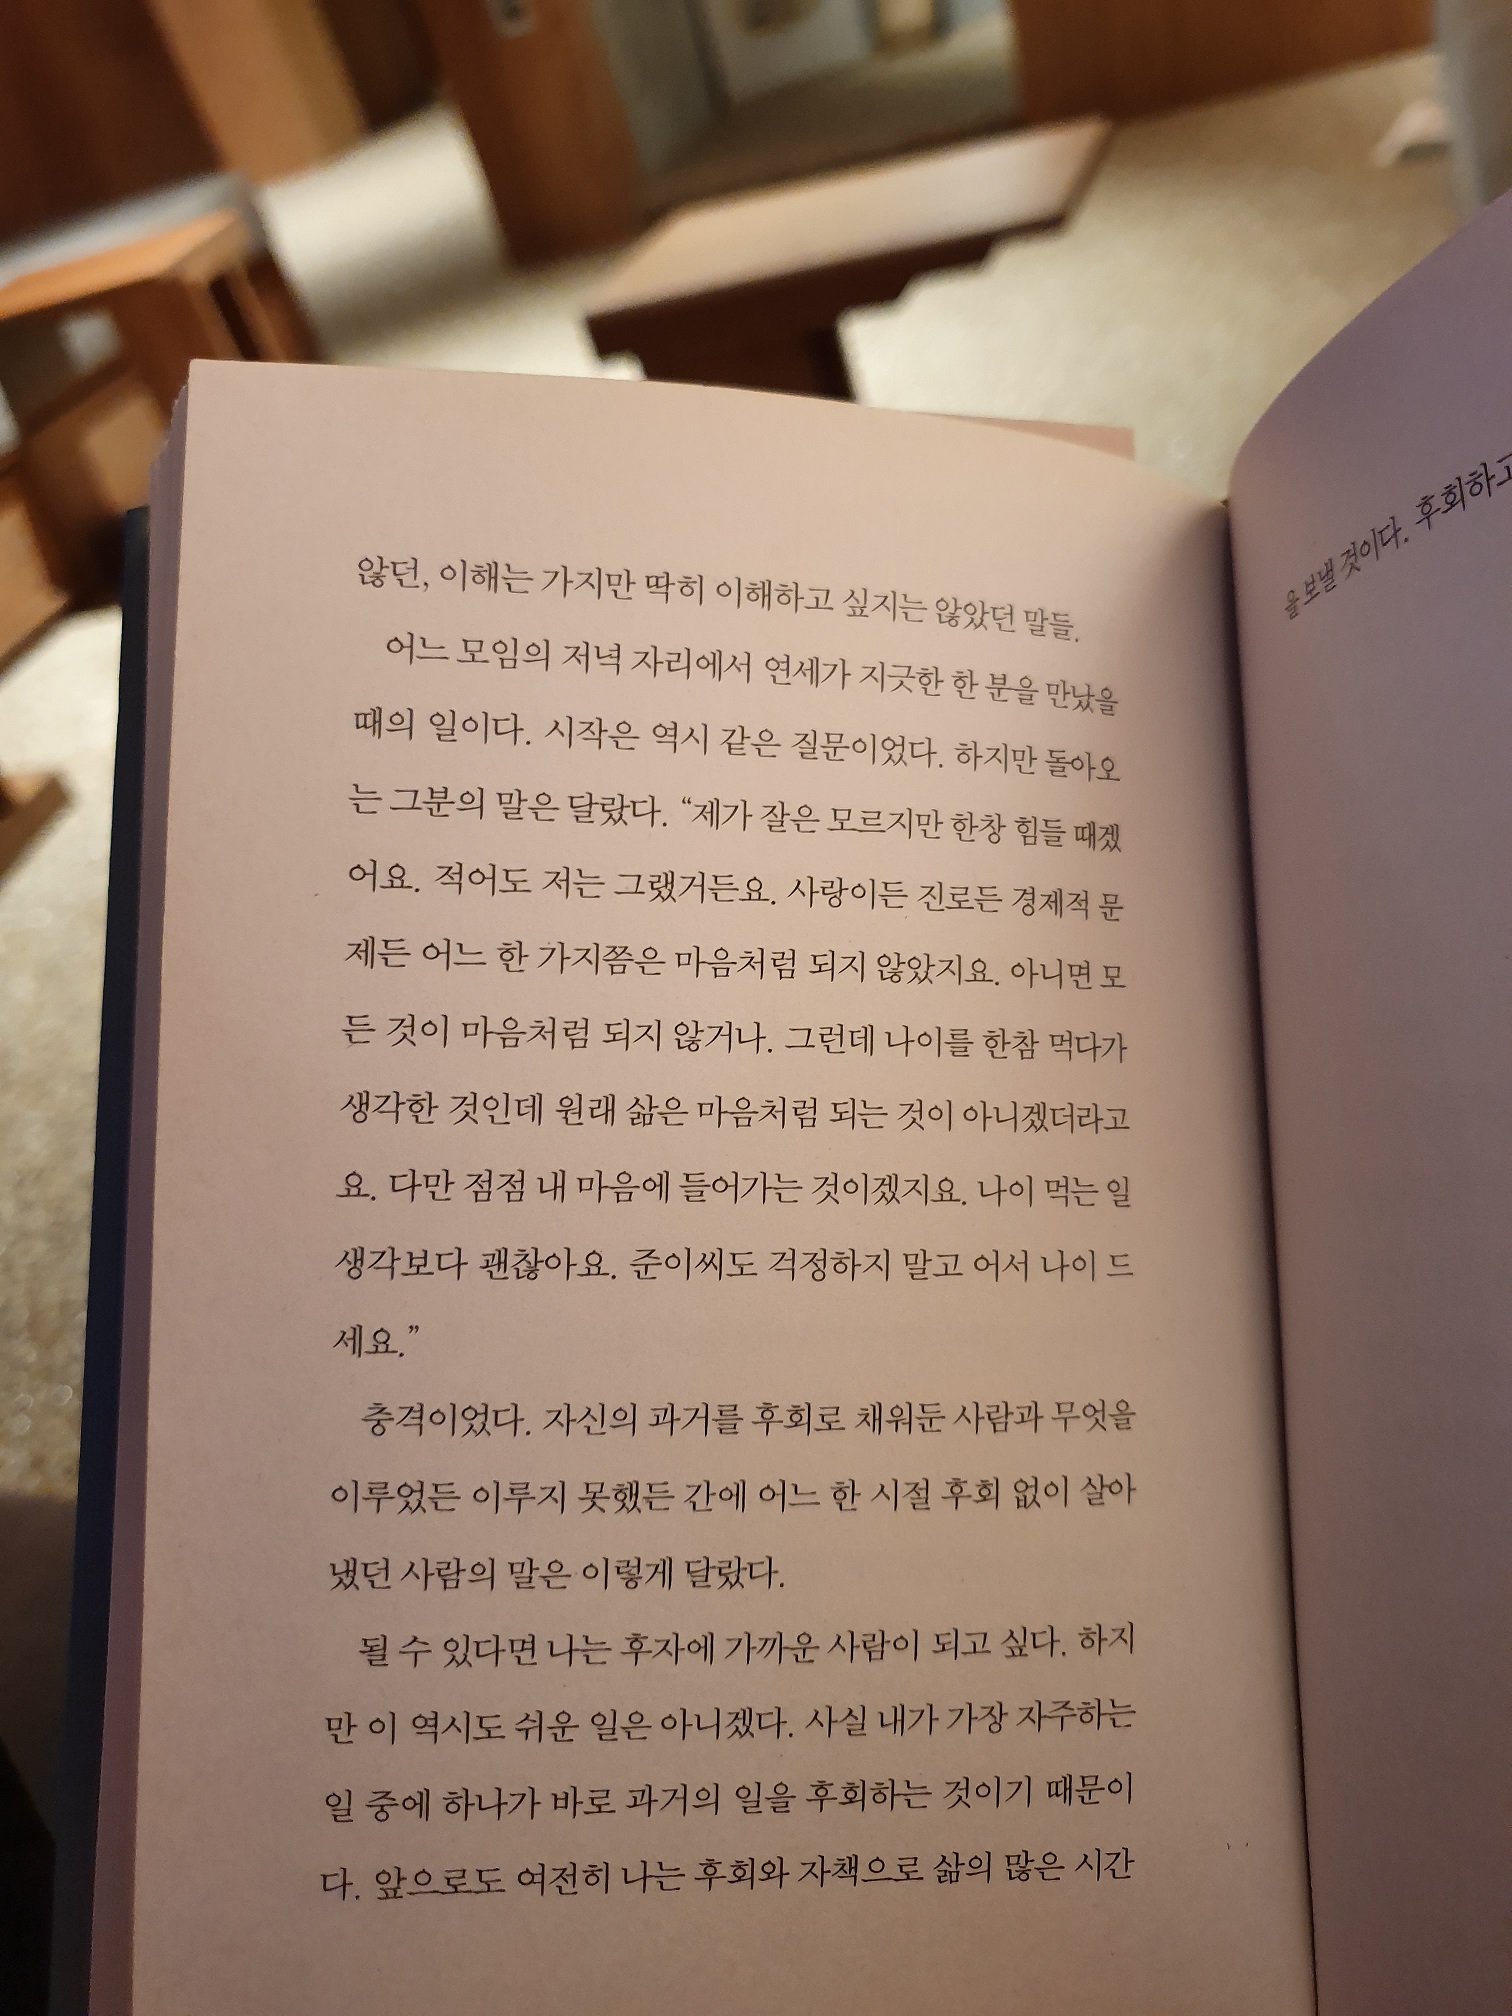 않던, 이해는 가지만 딱히 이해하고 싶지는 않았던 말들.
어느 모임의 저녁 자리에서 연세가 지긋한 한 분을 만났을
때의 일이다. 시작은 역시 같은 질문이었다. 하지만 돌아오
는 그분의 말은 달랐다. “제가 잘은 모르지만 한창 힘들 때겠
어요. 적어도 저는 그랬거든요. 사랑이든 진로든 경제적 문
제든 어느 한 가지쯤은 마음처럼 되지 않았지요. 아니면 모
든 것이 마음처럼 되지 않거나. 그런데 나이를 한참 먹다가
생각한 것인데 원래 삶은 마음처럼 되는 것이 아니겠더라고
요. 다만 점점 내 마음에 들어가는 것이겠지요. 나이 먹는 일
생각보다 괜찮아요. 준이씨도 걱정하지 말고 어서 나이 드
세요.”
충격이었다. 자신의 과거를 후회로 채워둔 사람과 무엇을
이루었든 이루지 못했든 간에 어느 한 시절 후회 없이 살아
냈던 사람의 말은 이렇게 달랐다.
될 수 있다면 나는 후자에 가까운 사람이 되고 싶다. 하지
만 이 역시도 쉬운 일은 아니겠다. 사실 내가 가장 자주하는
일 중에 하나가 바로 과거의 일을 후회하는 것이기 때문이
다. 앞으로도 여전히 나는 후회와 자책으로 삶의 많은 시간
을 보낼 것이다. 후회하고